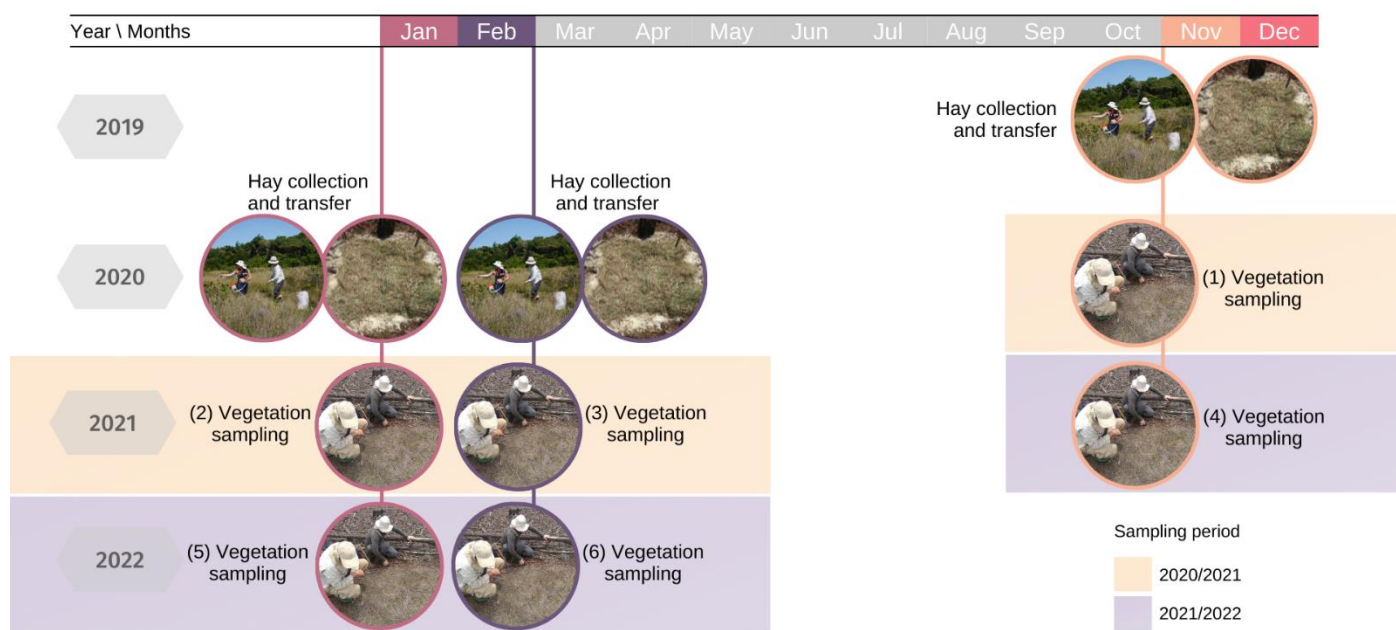 Year \ Months Jan Feb Mar Apr May Jun Jul Aug Sep Oct Nov Dec
2019
Hay collection
and transfer
Hay collection
and transfer
Hay collection
and transfer
2020
(1) Vegetation
sampling
2021
(2) Vegetation
sampling
(3) Vegetation
sampling
(4) Vegetation
sampling
2022
(5) Vegetation
sampling
(6) Vegetation
sampling
Sampling period
2020/2021
2021/2022